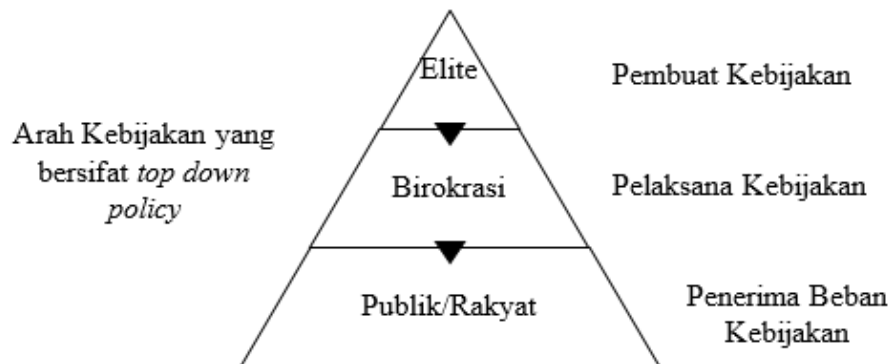 Elite
Pembuat Kebijakan
Arah Kebijakan yang
bersifat top down
policy
Birokrasi
Pelaksana Kebijakan
Publik/Rakyat
Penerima Beban
Kebijakan